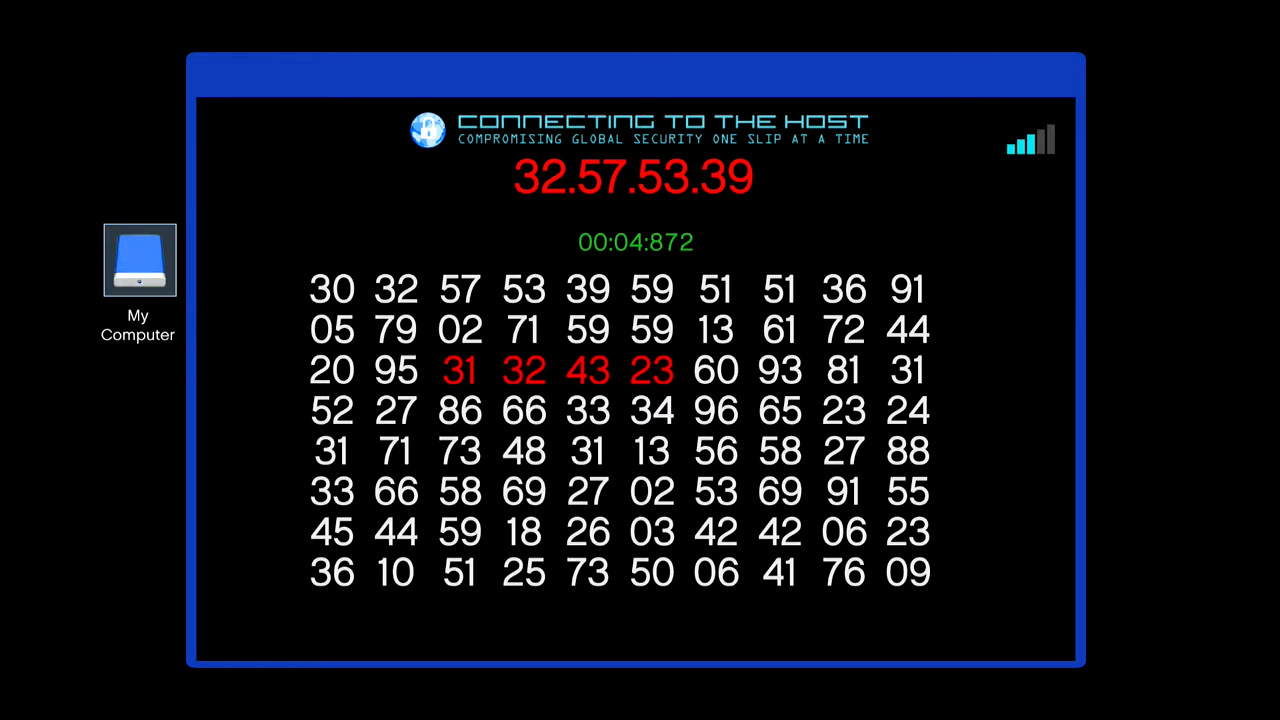 CONNECTING TO THE HOST
COMPROMISING GLOBAL SECURITY ONE SLIP AT A TIME
32.57.53.39
00:04:872
30 32 57 53 39 59 51 51 36 91
05 79 02 71 59 59 13 61 72 44
20 95 31 32 43 23 60 93 81 31
52 27 86 66 33 34 96 65 23 24
31 71 73 48 31 13 56 58 27 88
33 66 58 69 27 02 53 69 91 55
45 44 59 18 26 03 42 42 06 23
36 10 51 25 73 50 06 41 76 09
My
Computer